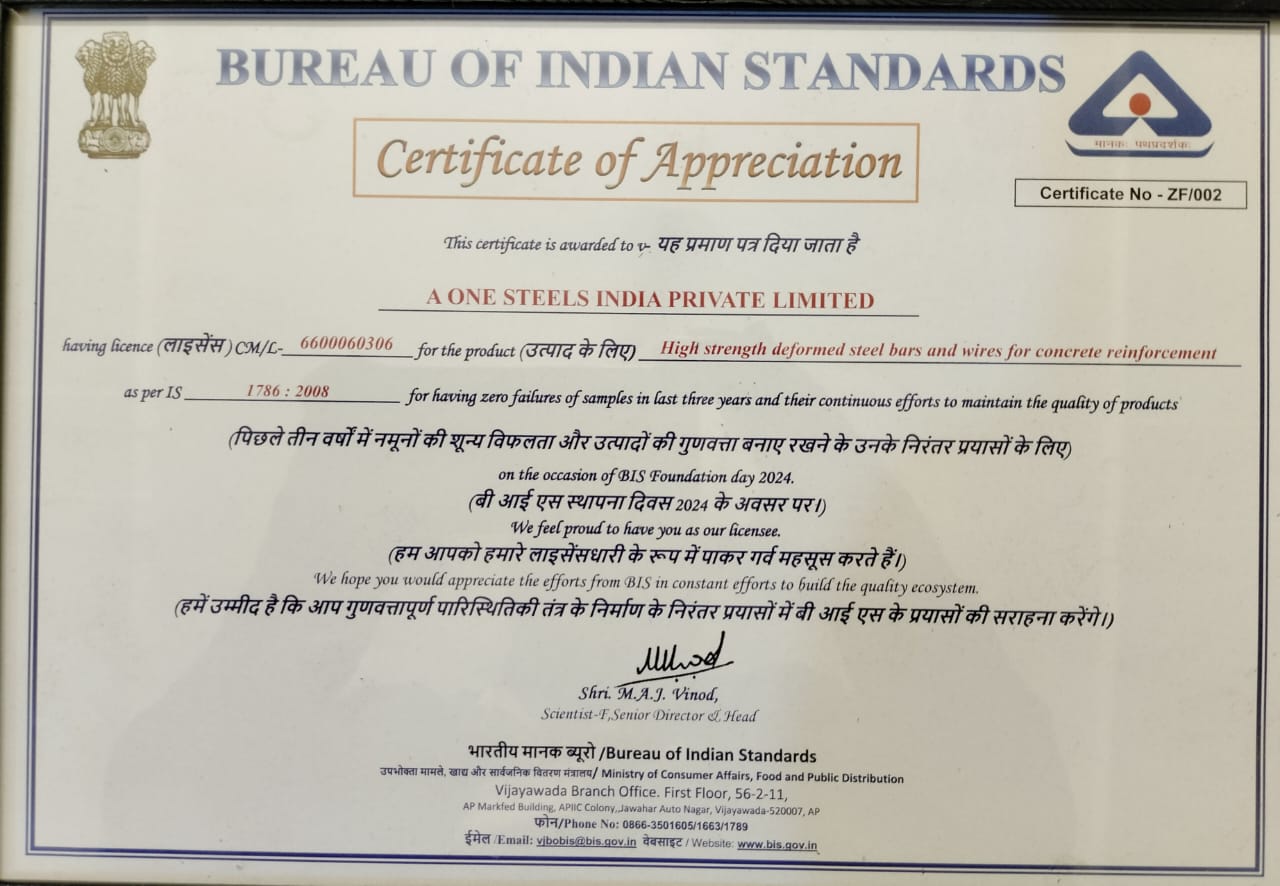 BUREAU OF INDIAN STANDARDS
मानकः पथप्रदर्शकः
Certificate of Appreciation
Certificate No - ZF/002
This certificate is awarded to v- यह प्रमाण पत्र दिया जाता है
A ONE STEELS INDIA PRIVATE LIMITED
having licence (लाइसेंस) CM/L- 6600060306 for the product (उत्पाद के लिए) High strength deformed steel bars and wires for concrete reinforcement
as per IS 1786 : 2008 for having zero failures of samples in last three years and their continuous efforts to maintain the quality of products
(पिछले तीन वर्षों में नमूनों की शून्य विफलता और उत्पादों की गुणवत्ता बनाए रखने के उनके निरंतर प्रयासों के लिए)
on the occasion of BIS Foundation day 2024.
(बी आई एस स्थापना दिवस 2024 के अवसर पर।)
We feel proud to have you as our licensee.
(हम आपको हमारे लाइसेंसधारी के रूप में पाकर गर्व महसूस करते हैं।)
We hope you would appreciate the efforts from BIS in constant efforts to build the quality ecosystem.
(हमें उम्मीद है कि आप गुणवत्तापूर्ण पारिस्थितिकी तंत्र के निर्माण के निरंतर प्रयासों में बी आई एस के प्रयासों की सराहना करेंगे।)
Shri. M.A.J. Vinod,
Scientist-F,Senior Director & Head
भारतीय मानक ब्यूरो /Bureau of Indian Standards
उपभोक्ता मामले, खाद्य और सार्वजनिक वितरण मंत्रालय/ Ministry of Consumer Affairs, Food and Public Distribution
Vijayawada Branch Office. First Floor, 56-2-11,
AP Markfed Building, APIIC Colony,,Jawahar Auto Nagar, Vijayawada-520007, AP
फोन/Phone No: 0866-3501605/1663/1789
ईमेल /Email: vjbobis@bis.gov.in वेबसाइट / Website: www.bis.gov.in